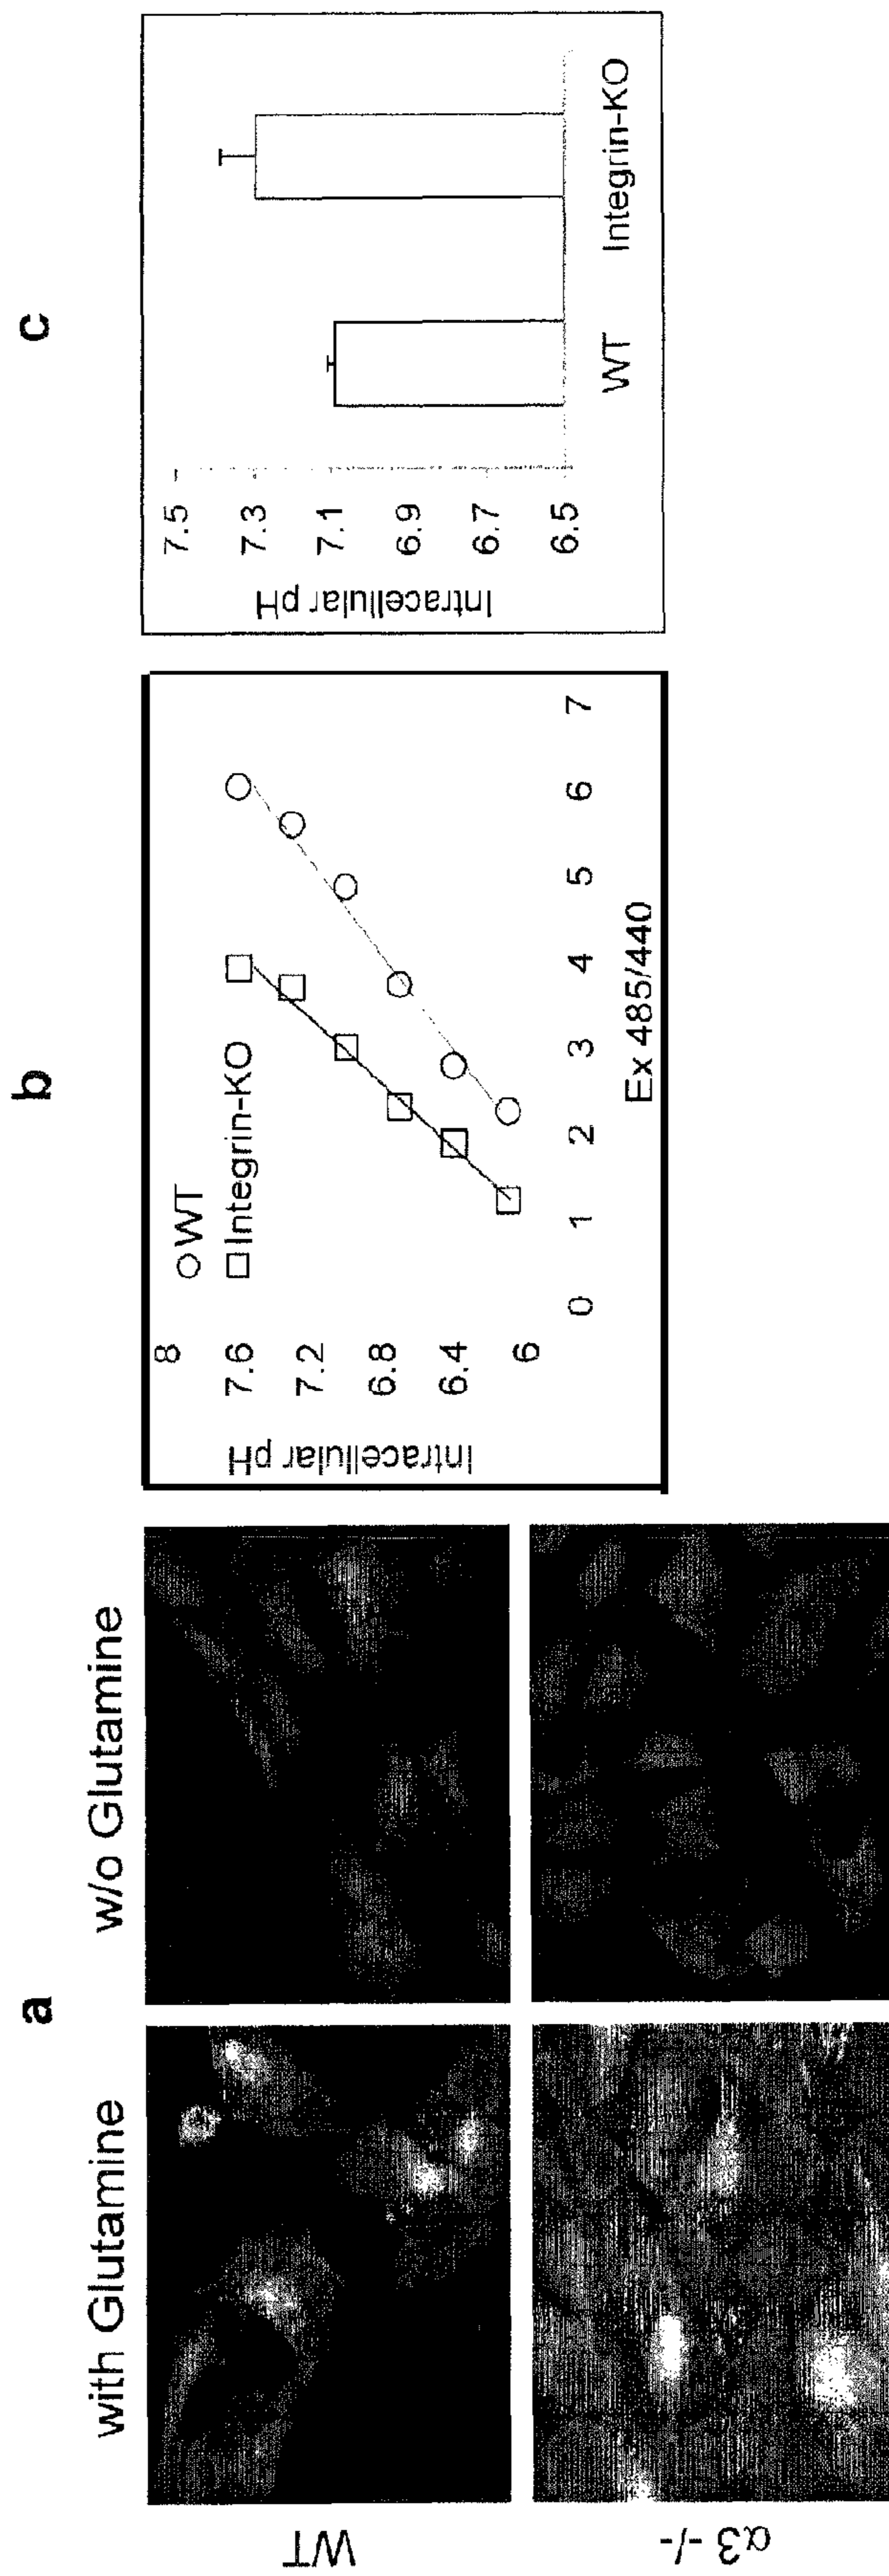 a
with Glutamine
w/o Glutamine
WT
α3 -/-
b
Intracellular pH
8
7.6
7.2
6.8
6.4
6
○WT
□Integrin-KO
0 1 2 3 4 5 6 7
Ex 485/440
c
Intracellular pH
7.5
7.3
7.1
6.9
6.7
6.5
WT
Integrin-KO